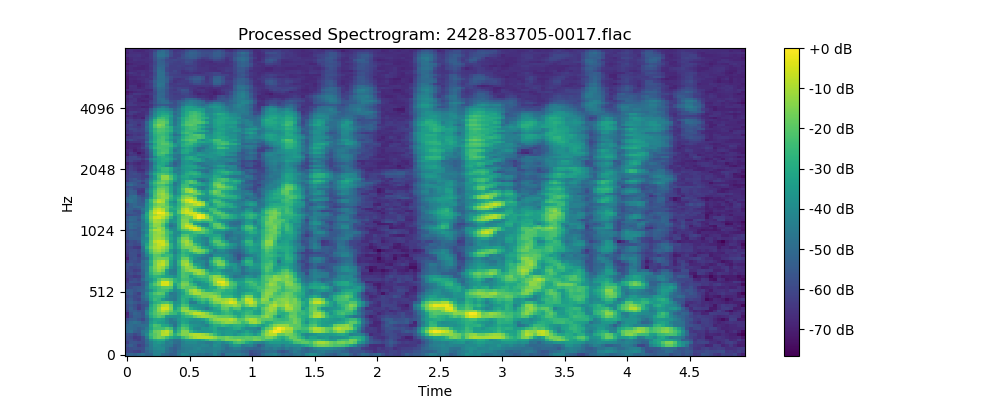 Processed Spectrogram: 2428-83705-0017.flac
+0 dB
4096
-10 dB
-20 dB
2048
-30 dB
Hz
-40 dB
1024
-50 dB
512
-60 dB
-70 dB
0
0 0.5 1 1.5 2 2.5 3 3.5 4 4.5
Time